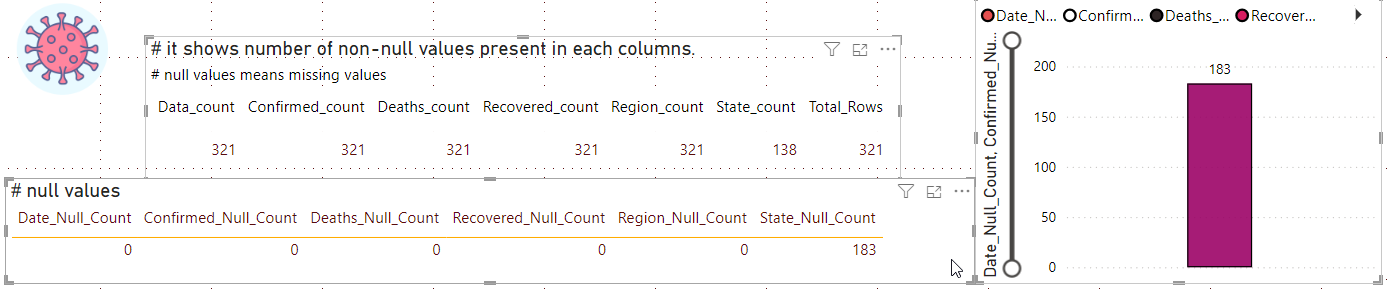 # it shows number of non-null values present in each columns.
# null values means missing values
Data_count Confirmed_count Deaths_count Recovered_count Region_count State_count Total_Rows
321 321 321 321 321 138 321
# null values
Date_Null_Count Confirmed_Null_Count Deaths_Null_Count Recovered_Null_Count Region_Null_Count State_Null_Count
0 0 0 0 0 183
Date_N... Confirm... Deaths_... Recover...
Date_Null_Count, Confirmed_Nu...
200
150
100
50
0
183